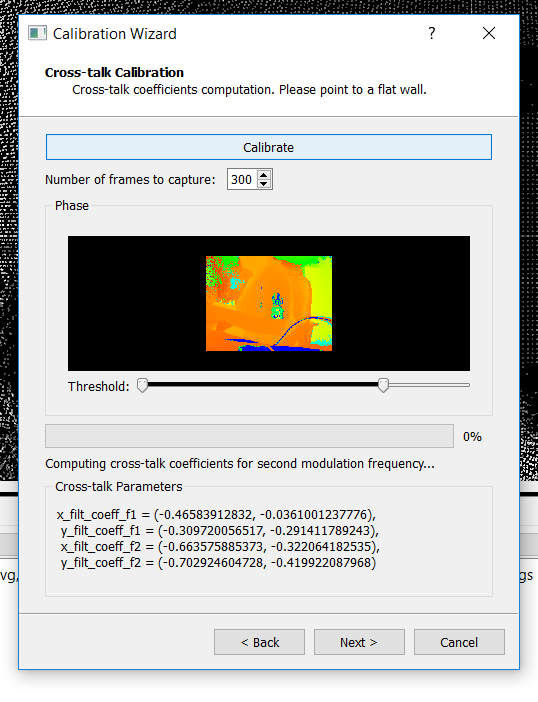 Calibration Wizard
?
Cross-talk Calibration
Cross-talk coefficients computation. Please point to a flat wall.
Calibrate
Number of frames to capture: 300
Phase
Threshold:
0%
Computing cross-talk coefficients for second modulation frequency...
Cross-talk Parameters
x_filt_coeff_f1 = (-0.46583912832, -0.0361001237776),
y_filt_coeff_f1 = (-0.309720056517, -0.291411789243),
x_filt_coeff_f2 = (-0.663575885373, -0.322064182535),
y_filt_coeff_f2 = (-0.702924604728, -0.419922087968)
vg,
gs
< Back
Next >
Cancel